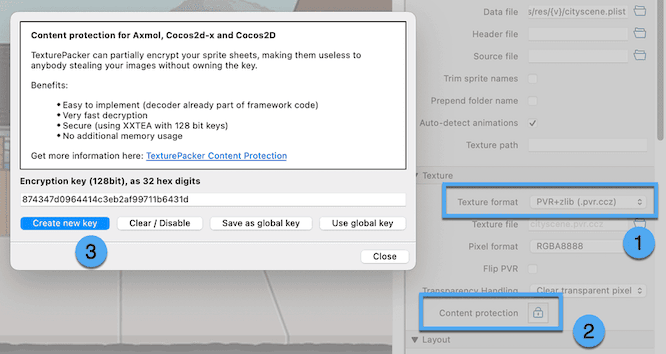 Content protection for Axmol, Cocos2d-x and Cocos2D
TexturePacker can partially encrypt your sprite sheets, making them useless to
anybody stealing your images without owning the key.
Benefits:
• Easy to implement (decoder already part of framework code)
• Very fast decryption
• Secure (using XXTEA with 128 bit keys)
• No additional memory usage
Get more information here: TexturePacker Content Protection
Encryption key (128bit), as 32 hex digits
874347d0964414c3eb2af99711b6431d
Create new key
Clear / Disable
Save as global key
Use global key
3
Close
Data file
s/res/{v}/cityscene.plist
Header file
Source file
Trim sprite names
Prepend folder name
Auto-detect animations
Texture path
Texture
Texture format
PVR+zlib (.pvr.ccz)
1
Texture file
cityscene.pvr.ccz
Pixel format
RGBA8888
Flip PVR
Transparency Handling
Clear transparent pixel
Content protection
2
Layout